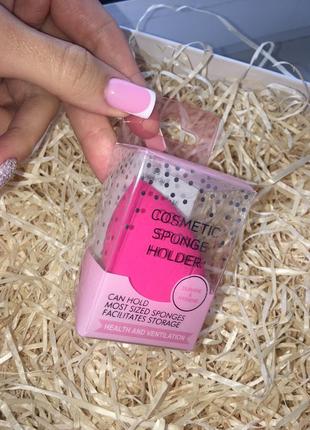 COSMETIC
SPONGE
HOLDER
CAN HOLD
MOST SIZED SPONGES
FACILITATES STORAGE
HEALTH AND VENTILATION